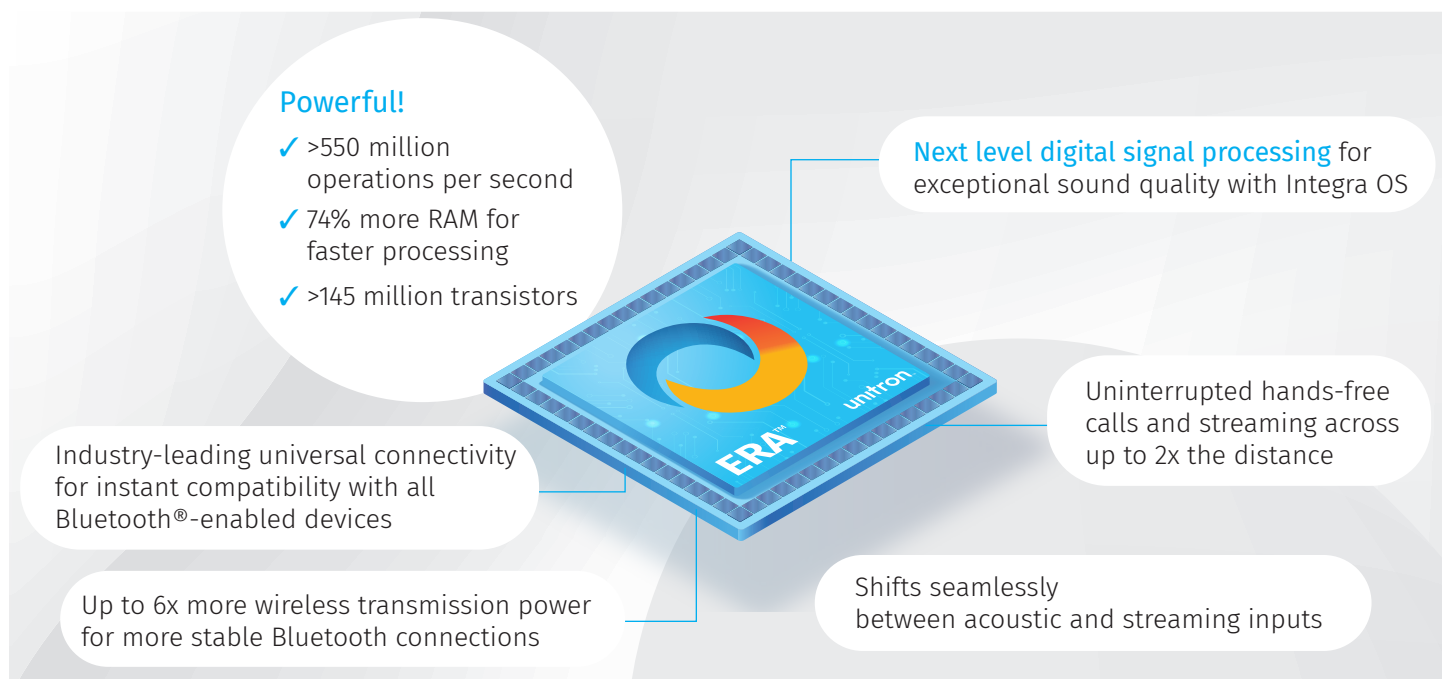 Powerful!
✓ >550 million
operations per second
✓ 74% more RAM for
faster processing
✓ >145 million transistors
Next level digital signal processing for
exceptional sound quality with Integra OS
Uninterrupted hands-free
calls and streaming across
up to 2x the distance
unitron
ERA™
Industry-leading universal connectivity
for instant compatibility with all
Bluetooth®-enabled devices
Up to 6x more wireless transmission power
for more stable Bluetooth connections
Shifts seamlessly
between acoustic and streaming inputs